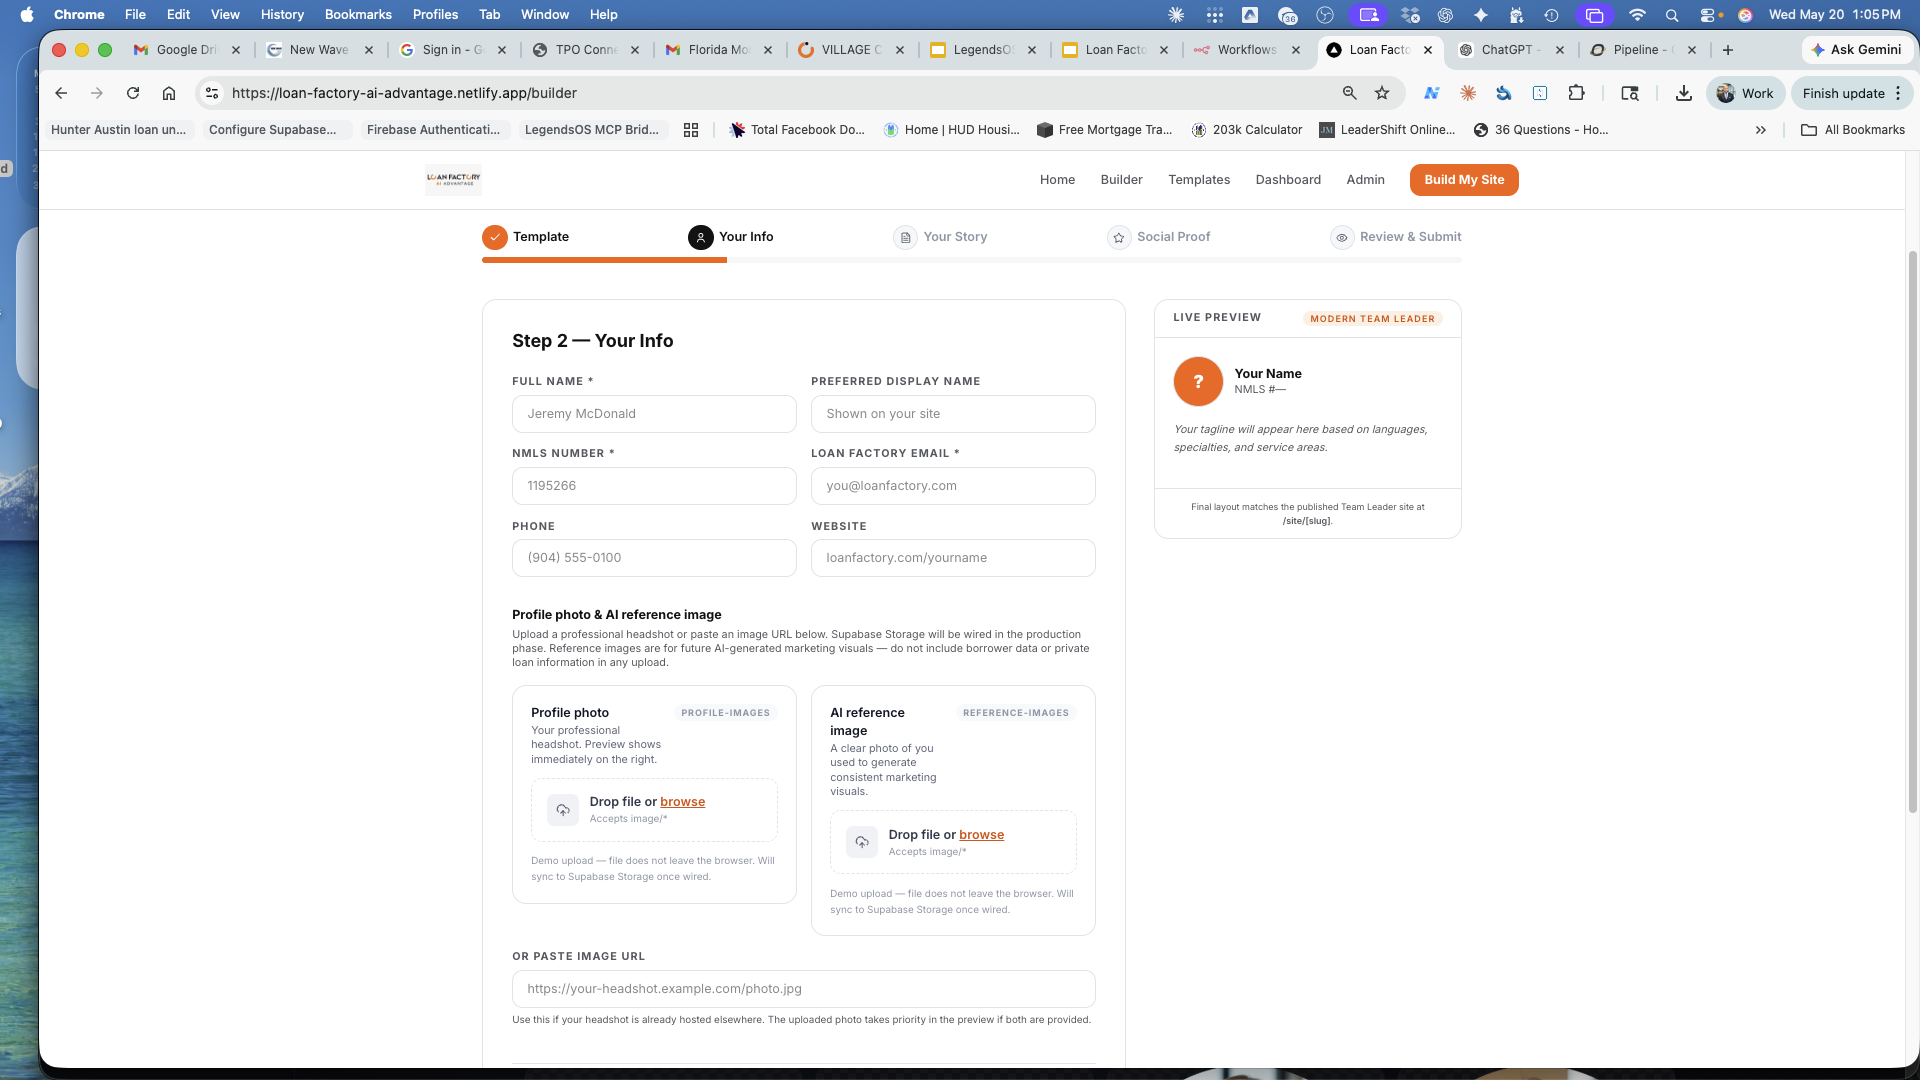 Chrome File Edit View History Bookmarks Profiles Tab Window Help
36
Wed May 20 1:05 PM
Google Dri
New Wave
Sign in - G
TPO Conne
Florida Mo
VILLAGE C
LegendsOS
Loan Facto
Workflows
Loan Facto
ChatGPT -
Pipeline -
Ask Gemini
https://loan-factory-ai-advantage.netlify.app/builder
Work
Finish update
Hunter Austin loan un...
Configure Supabase...
Firebase Authenticati...
LegendsOS MCP Brid...
Total Facebook Do...
Home | HUD Housi...
Free Mortgage Tra...
203k Calculator
JM
LeaderShift Online...
36 Questions - Ho...
All Bookmarks
LOAN FACTORY
AI ADVANTAGE
Home Builder Templates Dashboard Admin Build My Site
Template Your Info Your Story Social Proof Review & Submit
Step 2 — Your Info
FULL NAME *
Jeremy McDonald
PREFERRED DISPLAY NAME
Shown on your site
NMLS NUMBER *
1195266
LOAN FACTORY EMAIL *
you@loanfactory.com
PHONE
(904) 555-0100
WEBSITE
loanfactory.com/yourname
Profile photo & AI reference image
Upload a professional headshot or paste an image URL below. Supabase Storage will be wired in the production
phase. Reference images are for future AI-generated marketing visuals — do not include borrower data or private
loan information in any upload.
Profile photo
PROFILE-IMAGES
Your professional
headshot. Preview shows
immediately on the right.
Drop file or browse
Accepts image/*
Demo upload — file does not leave the browser. Will
sync to Supabase Storage once wired.
AI reference
image
REFERENCE-IMAGES
A clear photo of you
used to generate
consistent marketing
visuals.
Drop file or browse
Accepts image/*
Demo upload — file does not leave the browser. Will
sync to Supabase Storage once wired.
OR PASTE IMAGE URL
https://your-headshot.example.com/photo.jpg
Use this if your headshot is already hosted elsewhere. The uploaded photo takes priority in the preview if both are provided.
LIVE PREVIEW
MODERN TEAM LEADER
?
Your Name
NMLS #—
Your tagline will appear here based on languages,
specialties, and service areas.
Final layout matches the published Team Leader site at
/site/[slug].